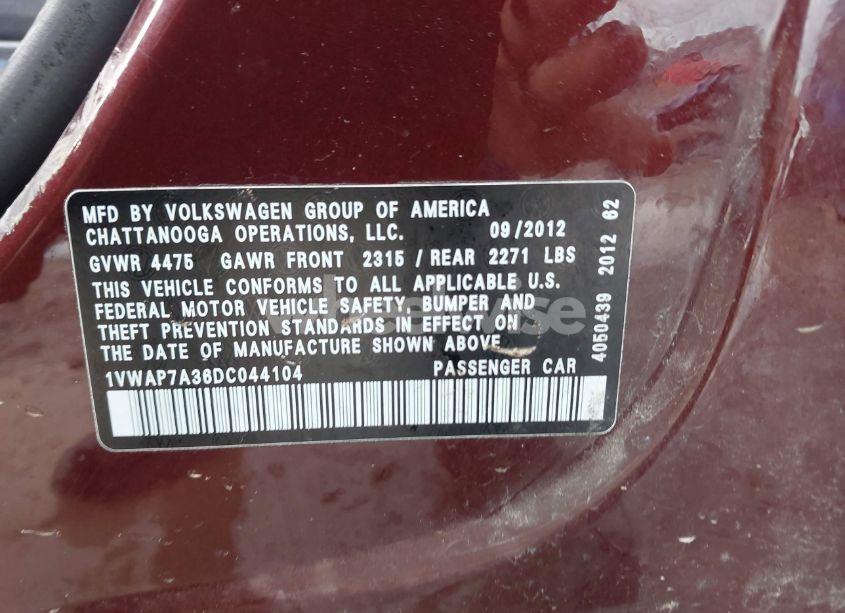 MFD BY VOLKSWAGEN GROUP OF AMERICA
CHATTANOOGA OPERATIONS, LLC. 09/2012
GVWR 4475 GAWR FRONT 2315 / REAR 2271 LBS
THIS VEHICLE CONFORMS TO ALL APPLICABLE U.S.
FEDERAL MOTOR VEHICLE SAFETY, BUMPER AND
THEFT PREVENTION STANDARDS IN EFFECT ON
THE DATE OF MANUFACTURE SHOWN ABOVE
1VWAP7A36DC044104 PASSENGER CAR
4050439 2012 62